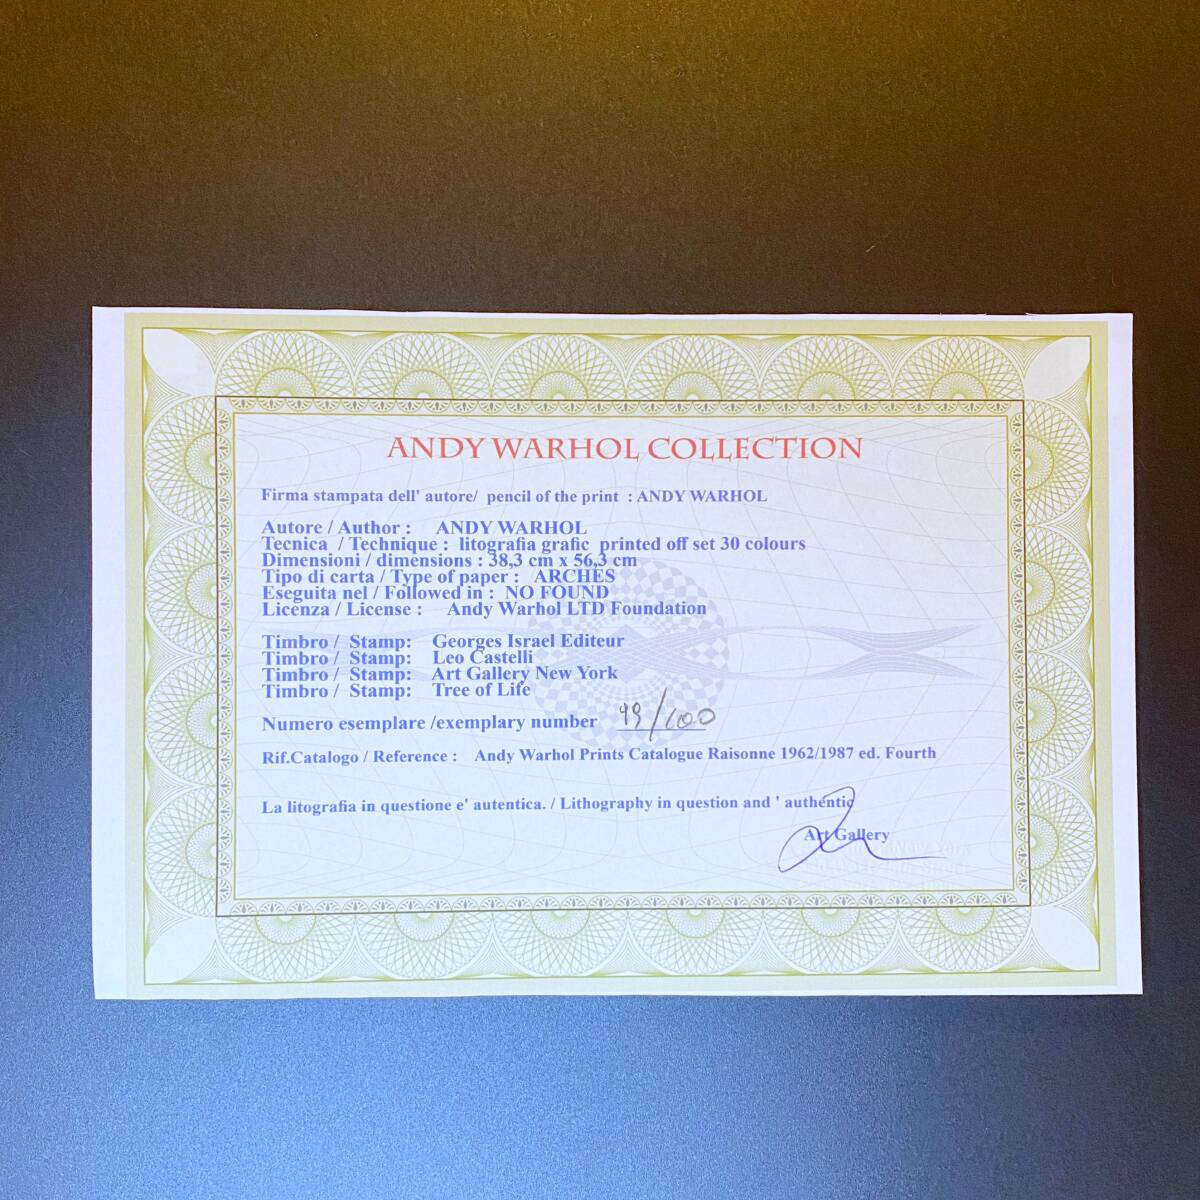 ANDY WARHOL COLLECTION
Firma stampata dell' autore/ pencil of the print : ANDY WARHOL
Autore / Author : ANDY WARHOL
Tecnica / Technique : litografia grafic printed off set 30 colours
Dimensioni / dimensions : 38,3 cm x 56,3 cm
Tipo di carta / Type of paper : ARCHES
Eseguita nel / Followed in : NO FOUND
Licenza / License : Andy Warhol LTD Foundation
Timbro / Stamp: Georges Israel Editeur
Timbro / Stamp: Leo Castelli
Timbro / Stamp: Art Gallery New York
Timbro / Stamp: Tree of Life
Numero esemplare /exemplary number 49/100
Rif.Catalogo / Reference : Andy Warhol Prints Catalogue Raisonne 1962/1987 ed. Fourth
La litografia in questione e' autentica. / Lithography in question and ' authentic
Art Gallery